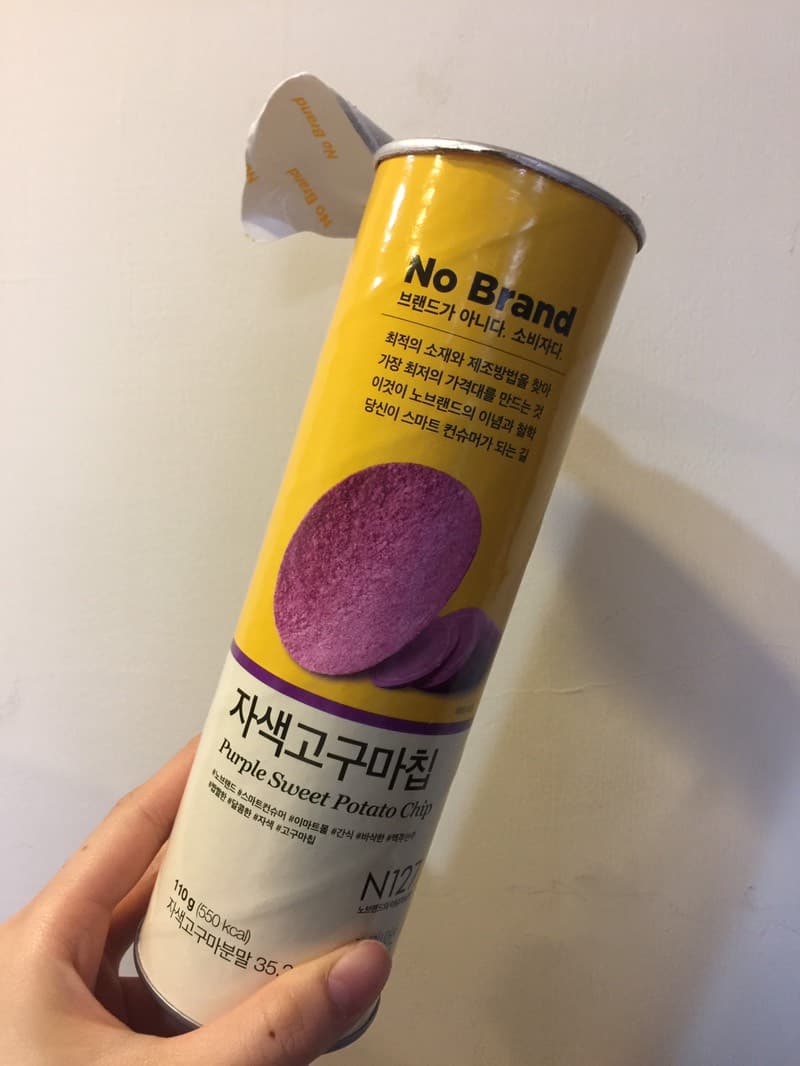 No Brand
No Brand
No Brand
브랜드가 아니다. 소비자다.
최적의 소재와 제조방법을 찾아
가장 최저의 가격대를 만드는 것
이것이 노브랜드의 이념과 철학
당신이 스마트 컨슈머가 되는 길
자색고구마칩
Purple Sweet Potato Chip
#노브랜드 #스마트컨슈머 #이마트몰 #간식 #바삭한
#짭짤한 #달콤한 #자색 #고구마칩
N127
110g (550 kcal)
자색고구마분말 35.